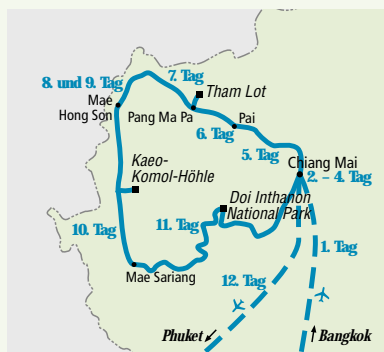 8. und 9. Tag
7. Tag
Tham Lot
Mae
Hong Son
Pang Ma Pa
Pai
6. Tag
5. Tag
Chiang Mai
2. – 4. Tag
Kaeo-
Komol-Höhle
Doi Inthanon
National Park
10. Tag
11. Tag
1. Tag
Mae Sariang
12. Tag
Phuket
Bangkok